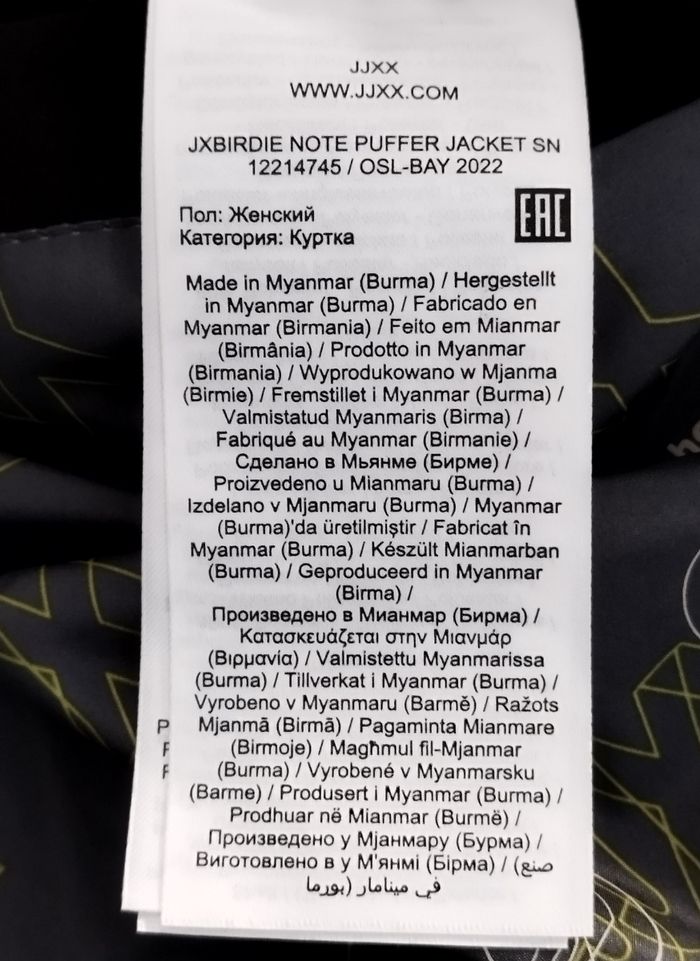 JJXX
WWW.JJXX.COM
JXBIRDIE NOTE PUFFER JACKET SN
12214745 / OSL-BAY 2022
Пол: Женский
Категория: Куртка
EAC
Made in Myanmar (Burma) / Hergestellt
in Myanmar (Burma) / Fabricado en
Myanmar (Birmania) / Feito em Mianmar
(Birmânia) / Prodotto in Myanmar
(Birmania) / Wyprodukowano w Mjanma
(Birmie) / Fremstillet i Myanmar (Burma) /
Valmistatud Myanmaris (Birma) /
Fabriqué au Myanmar (Birmanie) /
Сделано в Мьянме (Бирме) /
Proizvedeno u Mianmaru (Burma) /
Izdelano v Mjanmaru (Burma) / Myanmar
(Burma)'da üretilmiştir / Fabricat în
Myanmar (Burma) / Készült Mianmarban
(Burma) / Geproduceerd in Myanmar
(Birma) /
Произведено в Мианмар (Бирма) /
Κατασκευάζεται στην Μιανμάρ
(Βιρμανία) / Valmistettu Myanmarissa
(Burma) / Tillverkat i Myanmar (Burma) /
Vyrobeno v Myanmaru (Barmě) / Ražots
Mjanmā (Birmā) / Pagaminta Mianmare
(Birmoje) / Magħmul fil-Mjanmar
(Burma) / Vyrobené v Myanmarsku
(Barme) / Produsert i Myanmar (Burma) /
Prodhuar në Mianmar (Burmë) /
Произведено у Мјанмару (Бурма) /
Виготовлено в у М'янмі (Бірма) / (صنع
في مينامار (بورما
P
F
F